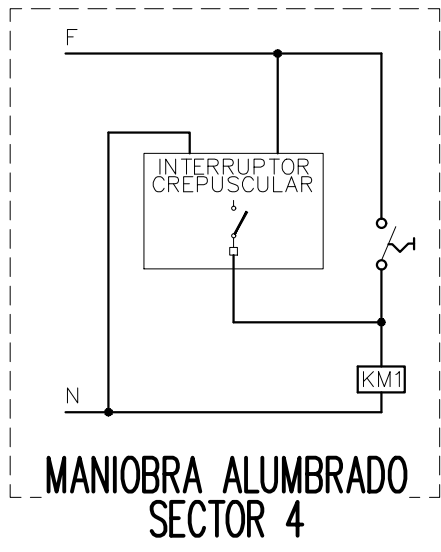 F
INTERRUPTOR
CREPUSCULAR
KM1
N
MANIOBRA ALUMBRADO
SECTOR 4